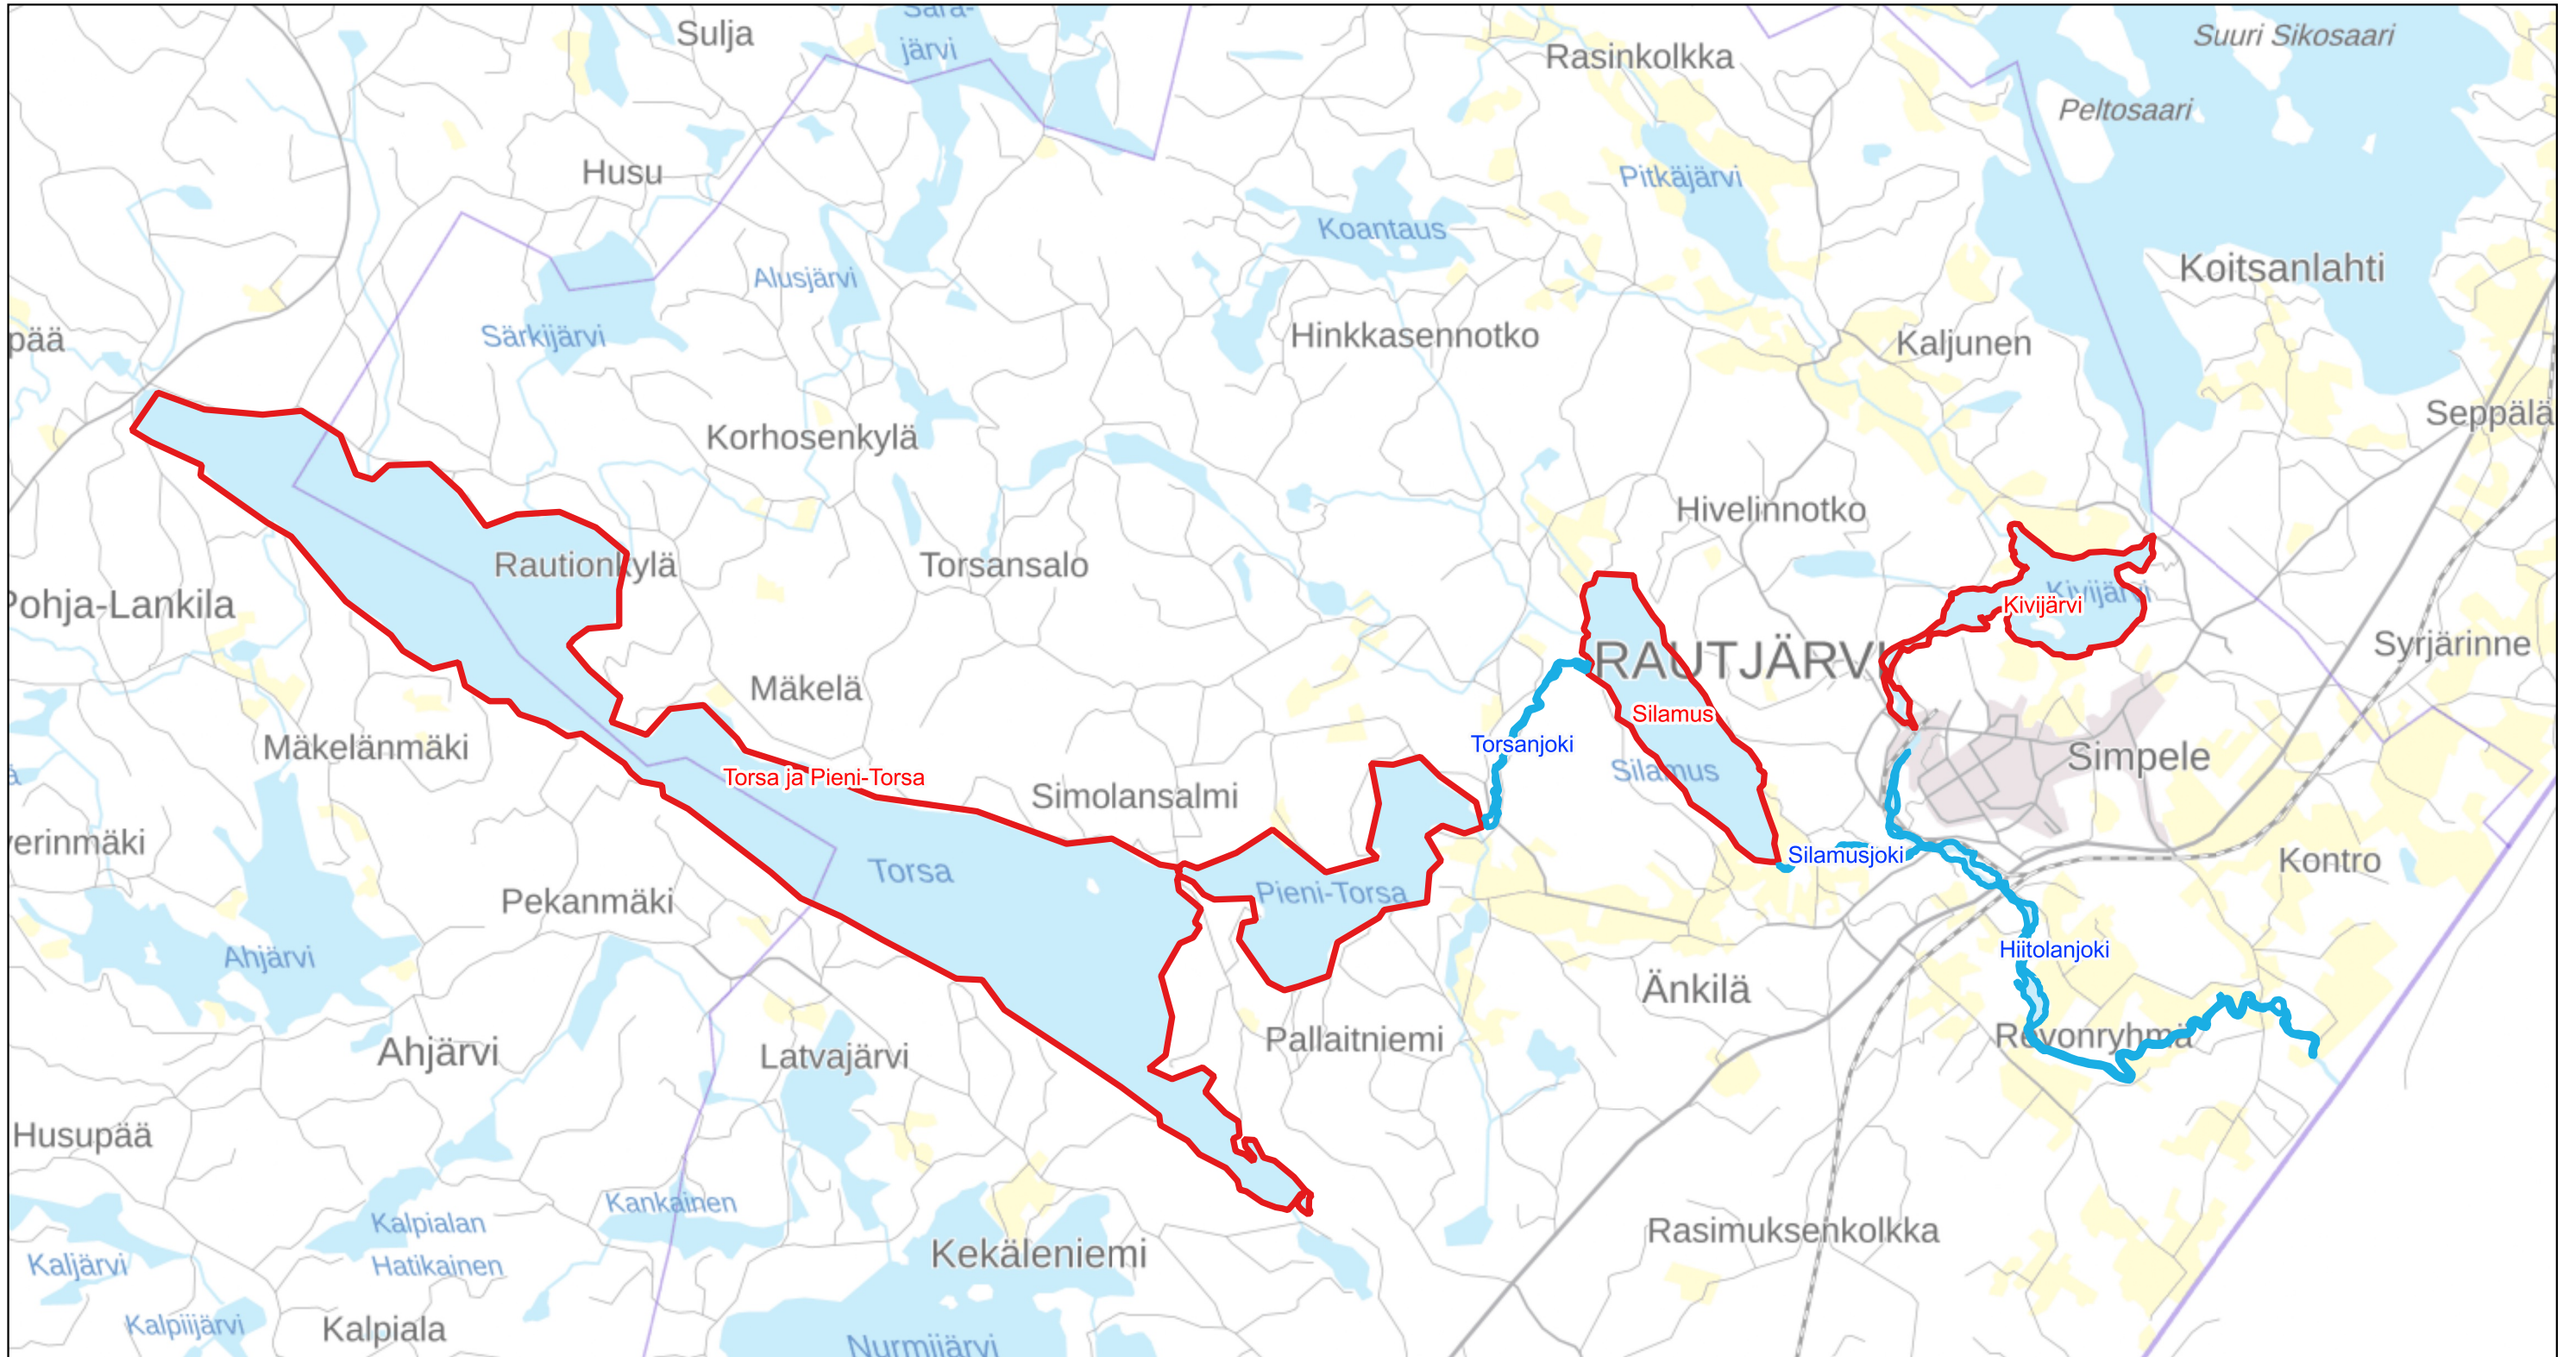 Sulja
Sara-
järvi
Rasinkolkka
Suuri Sikosaari
Peltosaari
Husu
Pitkäjärvi
Koantaus
Koitsanlahti
Alusjärvi
pää
Särkijärvi
Hinkkasennotko
Kaljunen
Korhosenkylä
Seppälä
Hivelinnotko
Rautionkylä
Torsansalo
Pohja-Lankila
Kivijärvi
Kivijärvi
Syrjärinne
RAUTJÄRVI
Mäkelä
Silamus
Mäkelänmäki
Torsanjoki
Silamus
Simpele
Torsa ja Pieni-Torsa
Simolansalmi
verinmäki
Silamusjoki
Kontro
Torsa
Pieni-Torsa
Pekanmäki
Ahjärvi
Hiitolanjoki
Änkilä
Ahjärvi
Latvajärvi
Pallaitniemi
Revonryhmä
Husupää
Kankainen
Kalpialan
Hatikainen
Rasimuksenkolkka
Kekäleniemi
Kaljärvi
Kalpiijärvi
Kalpiala
Nurmijärvi